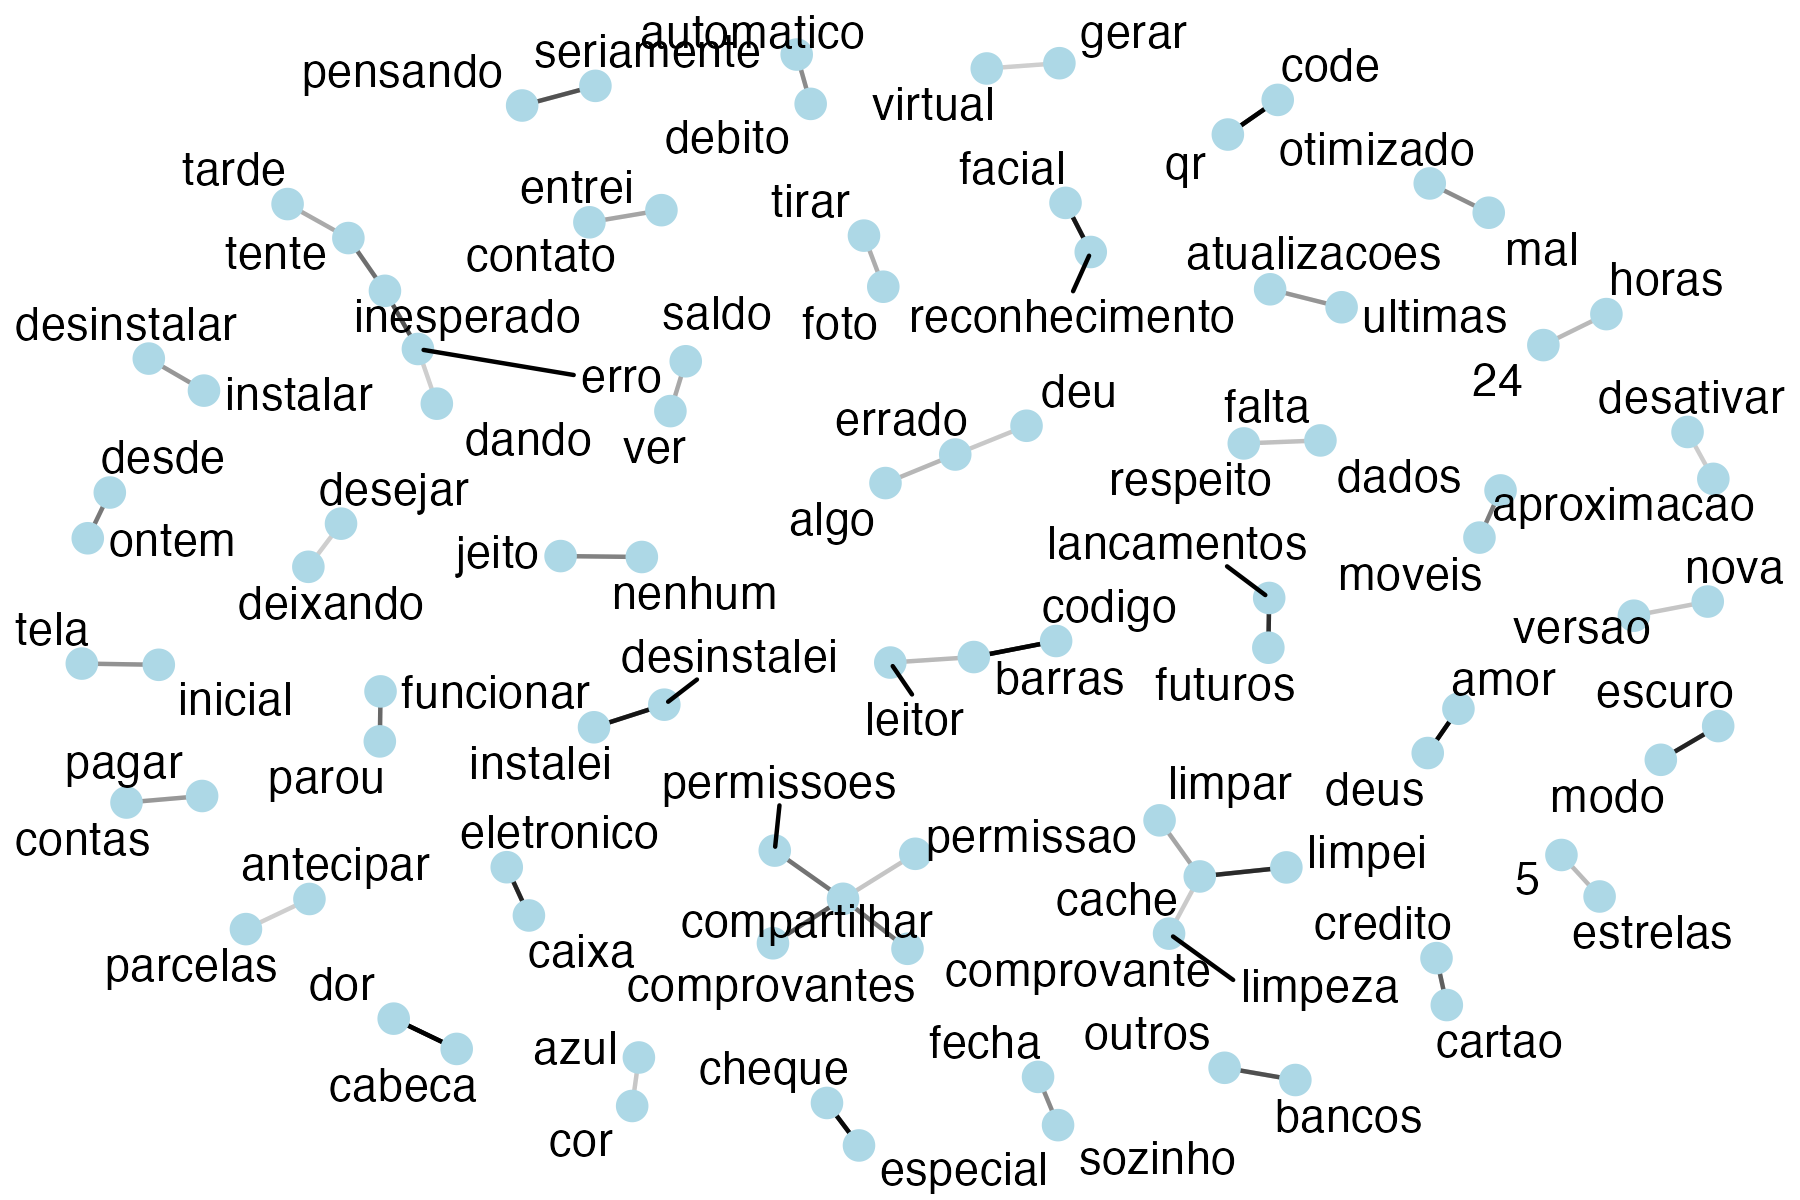 automatico
gerar
seriamente
pensando
code
virtual
debito
otimizado
qr
facial
tarde
entrei
tirar
mal
tente
contato
atualizacoes
horas
saldo
inesperado
foto
reconhecimento
ultimas
desinstalar
erro
24
instalar
deu
desativar
falta
errado
dando
ver
desde
respeito
dados
desejar
aproximacao
algo
ontem
jeito
lancamentos
moveis
nova
nenhum
deixando
codigo
tela
versao
desinstalei
barras
futuros
amor
inicial
funcionar
escuro
leitor
pagar
instalei
parou
permissoes
limpar
deus
modo
contas
eletronico
permissao
limpei
antecipar
5
cache
compartilhar
credito
estrelas
caixa
parcelas
comprovante
dor
comprovantes
limpeza
outros
fecha
cartao
azul
cheque
cabeca
bancos
cor
sozinho
especial